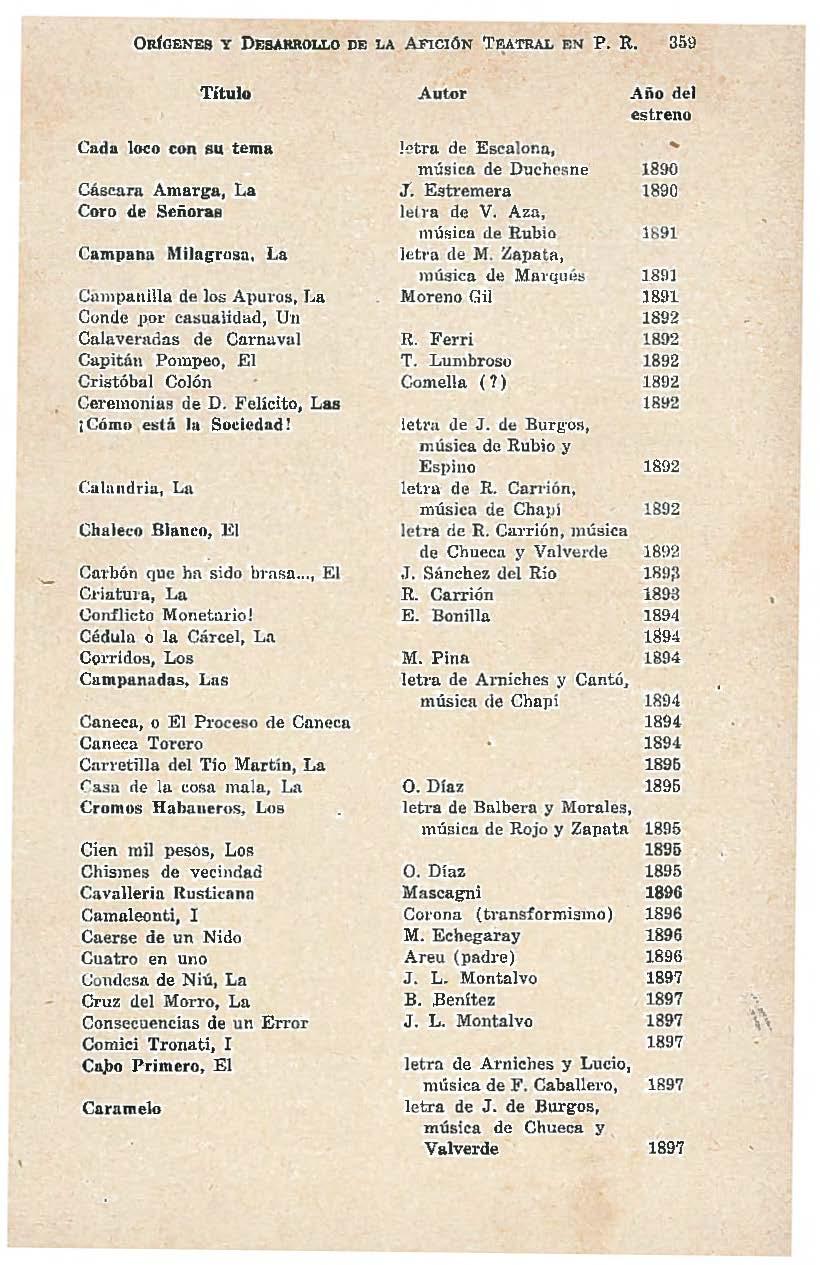 ORÍGENES Y DESARROLLO DE LA AFICIÓN TEATRAL EN P. R. 359
Título Autor Año del
estreno
Cada loco con su tema letra de Escalona,
música de Duchesne 1890
Cáscara Amarga, La J. Estremera 1890
Coro de Señoras letra de V. Aza,
música de Rubio 1891
Campana Milagrosa, La letra de M. Zapata,
música de Marqués 1891
Campanilla de los Apuros, La Moreno Gil 1891
Conde por casualidad, Un 1892
Calaveradas de Carnaval R. Ferri 1892
Capitán Pompeo, El T. Lumbroso 1892
Cristóbal Colón Comella (?) 1892
Ceremonias de D. Felícito, Las 1892
¡Cómo está la Sociedad! letra de J. de Burgos,
música de Rubio y
Espino 1892
Calandria, La letra de R. Carrión,
música de Chapí 1892
Chaleco Blanco, El letra de R. Carrión, música
de Chueca y Valverde 1892
Carbón que ha sido brasa..., El J. Sánchez del Río 1893
Criatura, La R. Carrión 1893
Conflicto Monetario! E. Bonilla 1894
Cédula o la Cárcel, La 1894
Corridos, Los M. Pina 1894
Campanadas, Las letra de Arniches y Cantó,
música de Chapí 1894
Caneca, o El Proceso de Caneca 1894
Caneca Torero 1894
Carretilla del Tío Martín, La 1895
Casa de la cosa mala, La O. Díaz 1895
Cromos Habaneros, Los letra de Balbera y Morales,
música de Rojo y Zapata 1895
Cien mil pesos, Los 1895
Chismes de vecindad O. Díaz 1895
Cavalleria Rusticana Mascagni 1896
Camaleonti, I Corona (transformismo) 1896
Caerse de un Nido M. Echegaray 1896
Cuatro en uno Areu (padre) 1896
Condesa de Niú, La J. L. Montalvo 1897
Cruz del Morro, La B. Benítez 1897
Consecuencias de un Error J. L. Montalvo 1897
Comici Tronati, I 1897
Cabo Primero, El letra de Arniches y Lucio,
música de F. Caballero, 1897
Caramelo letra de J. de Burgos,
música de Chueca y
Valverde 1897